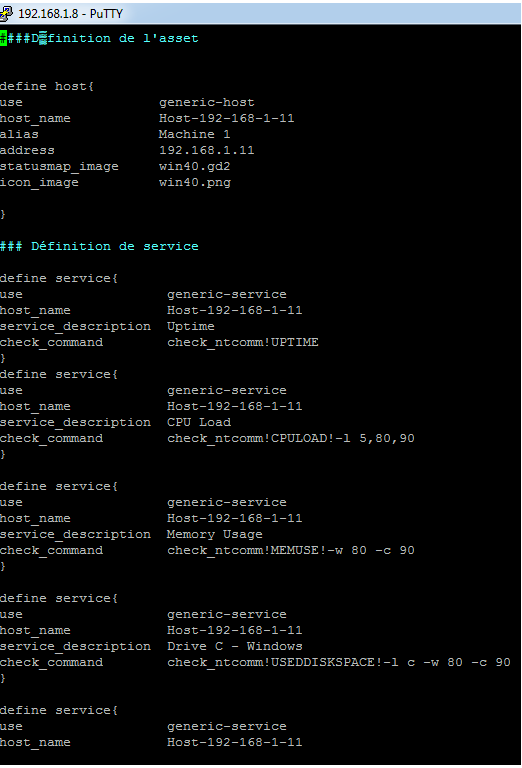 192.168.1.8 - PuTTY
####Définition de l'asset
define host{
use generic-host
host_name Host-192-168-1-11
alias Machine 1
address 192.168.1.11
statusmap_image win40.gd2
icon_image win40.png
}
### Définition de service
define service{
use generic-service
host_name Host-192-168-1-11
service_description Uptime
check_command check_ntcomm!UPTIME
}
define service{
use generic-service
host_name Host-192-168-1-11
service_description CPU Load
check_command check_ntcomm!CPULOAD!-l 5,80,90
}
define service{
use generic-service
host_name Host-192-168-1-11
service_description Memory Usage
check_command check_ntcomm!MEMUSE!-w 80 -c 90
}
define service{
use generic-service
host_name Host-192-168-1-11
service_description Drive C - Windows
check_command check_ntcomm!USEDDISKSPACE!-l c -w 80 -c 90
}
define service{
use generic-service
host_name Host-192-168-1-11